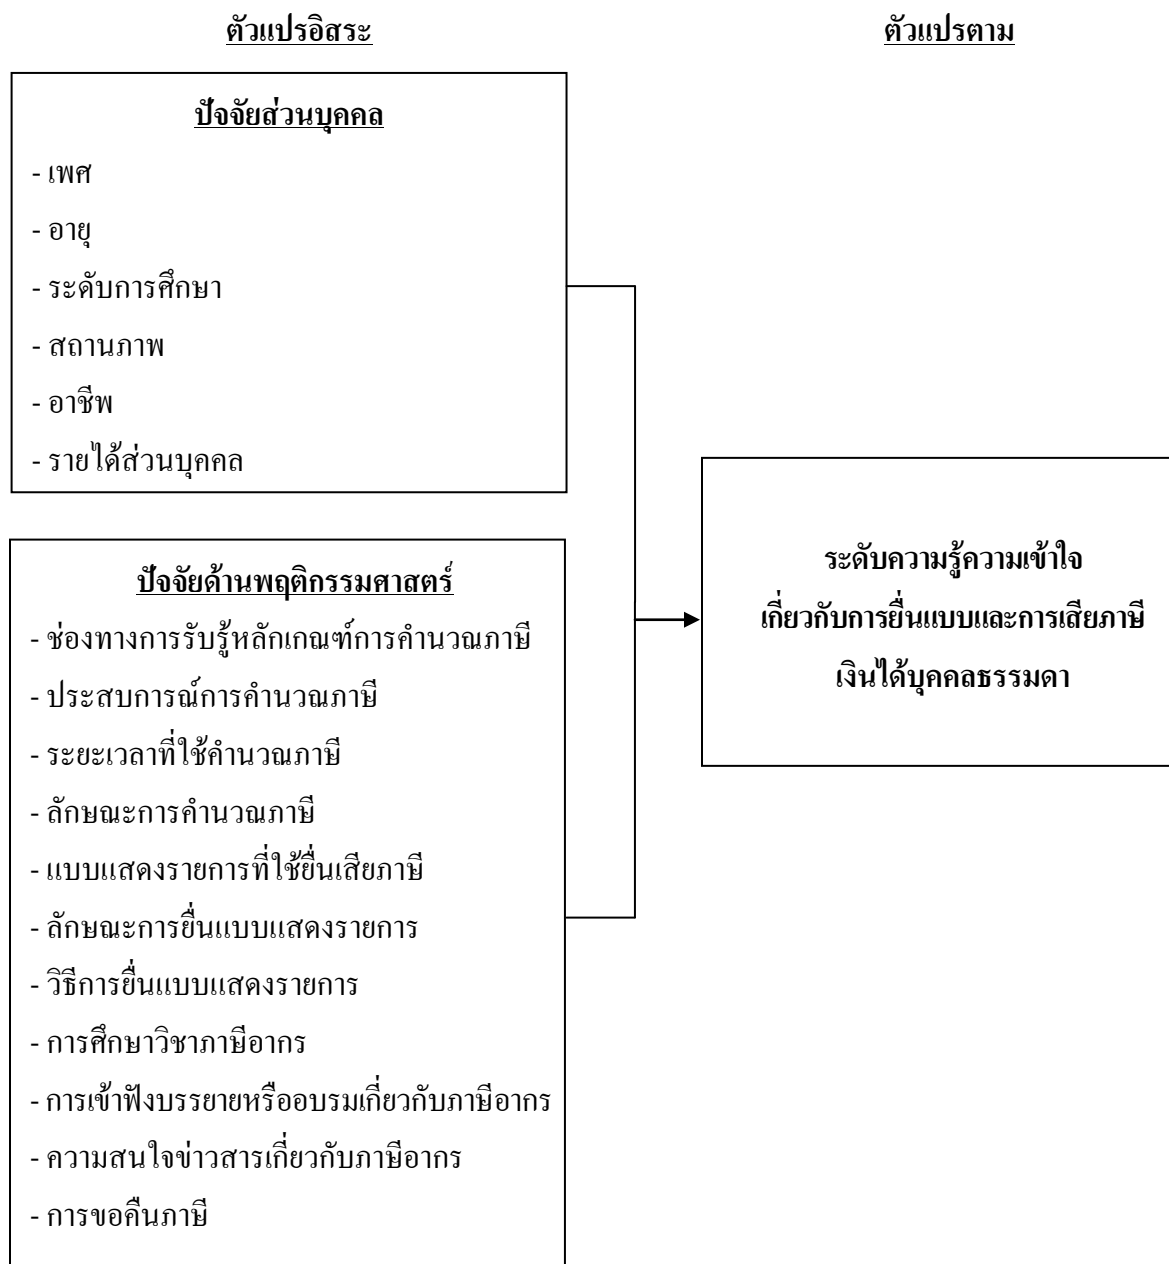 ตัวแปรอิสระ
ตัวแปรตาม
ปัจจัยส่วนบุคคล
- เพศ
- อายุ
- ระดับการศึกษา
- สถานภาพ
- อาชีพ
- รายได้ส่วนบุคคล
ปัจจัยด้านพฤติกรรมศาสตร์
- ช่องทางการรับรู้หลักเกณฑ์การคำนวณภาษี
- ประสบการณ์การคำนวณภาษี
- ระยะเวลาที่ใช้คำนวณภาษี
- ลักษณะการคำนวณภาษี
- แบบแสดงรายการที่ใช้ยื่นเสียภาษี
- ลักษณะการยื่นแบบแสดงรายการ
- วิธีการยื่นแบบแสดงรายการ
- การศึกษาวิชาภาษีอากร
- การเข้าฟังบรรยายหรืออบรมเกี่ยวกับภาษีอากร
- ความสนใจข่าวสารเกี่ยวกับภาษีอากร
- การขอคืนภาษี
ระดับความรู้ความเข้าใจ
เกี่ยวกับการยื่นแบบและการเสียภาษี
เงินได้บุคคลธรรมดา